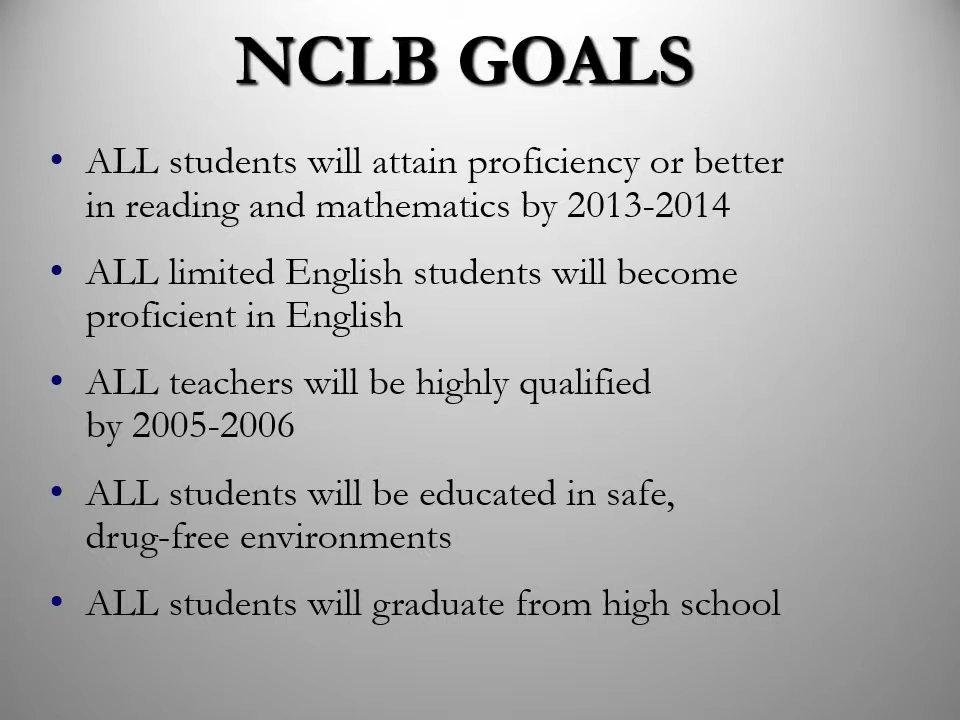 NCLB GOALS
• ALL students will attain proficiency or better
in reading and mathematics by 2013-2014
• ALL limited English students will become
proficient in English
• ALL teachers will be highly qualified
by 2005-2006
• ALL students will be educated in safe,
drug-free environments
• ALL students will graduate from high school